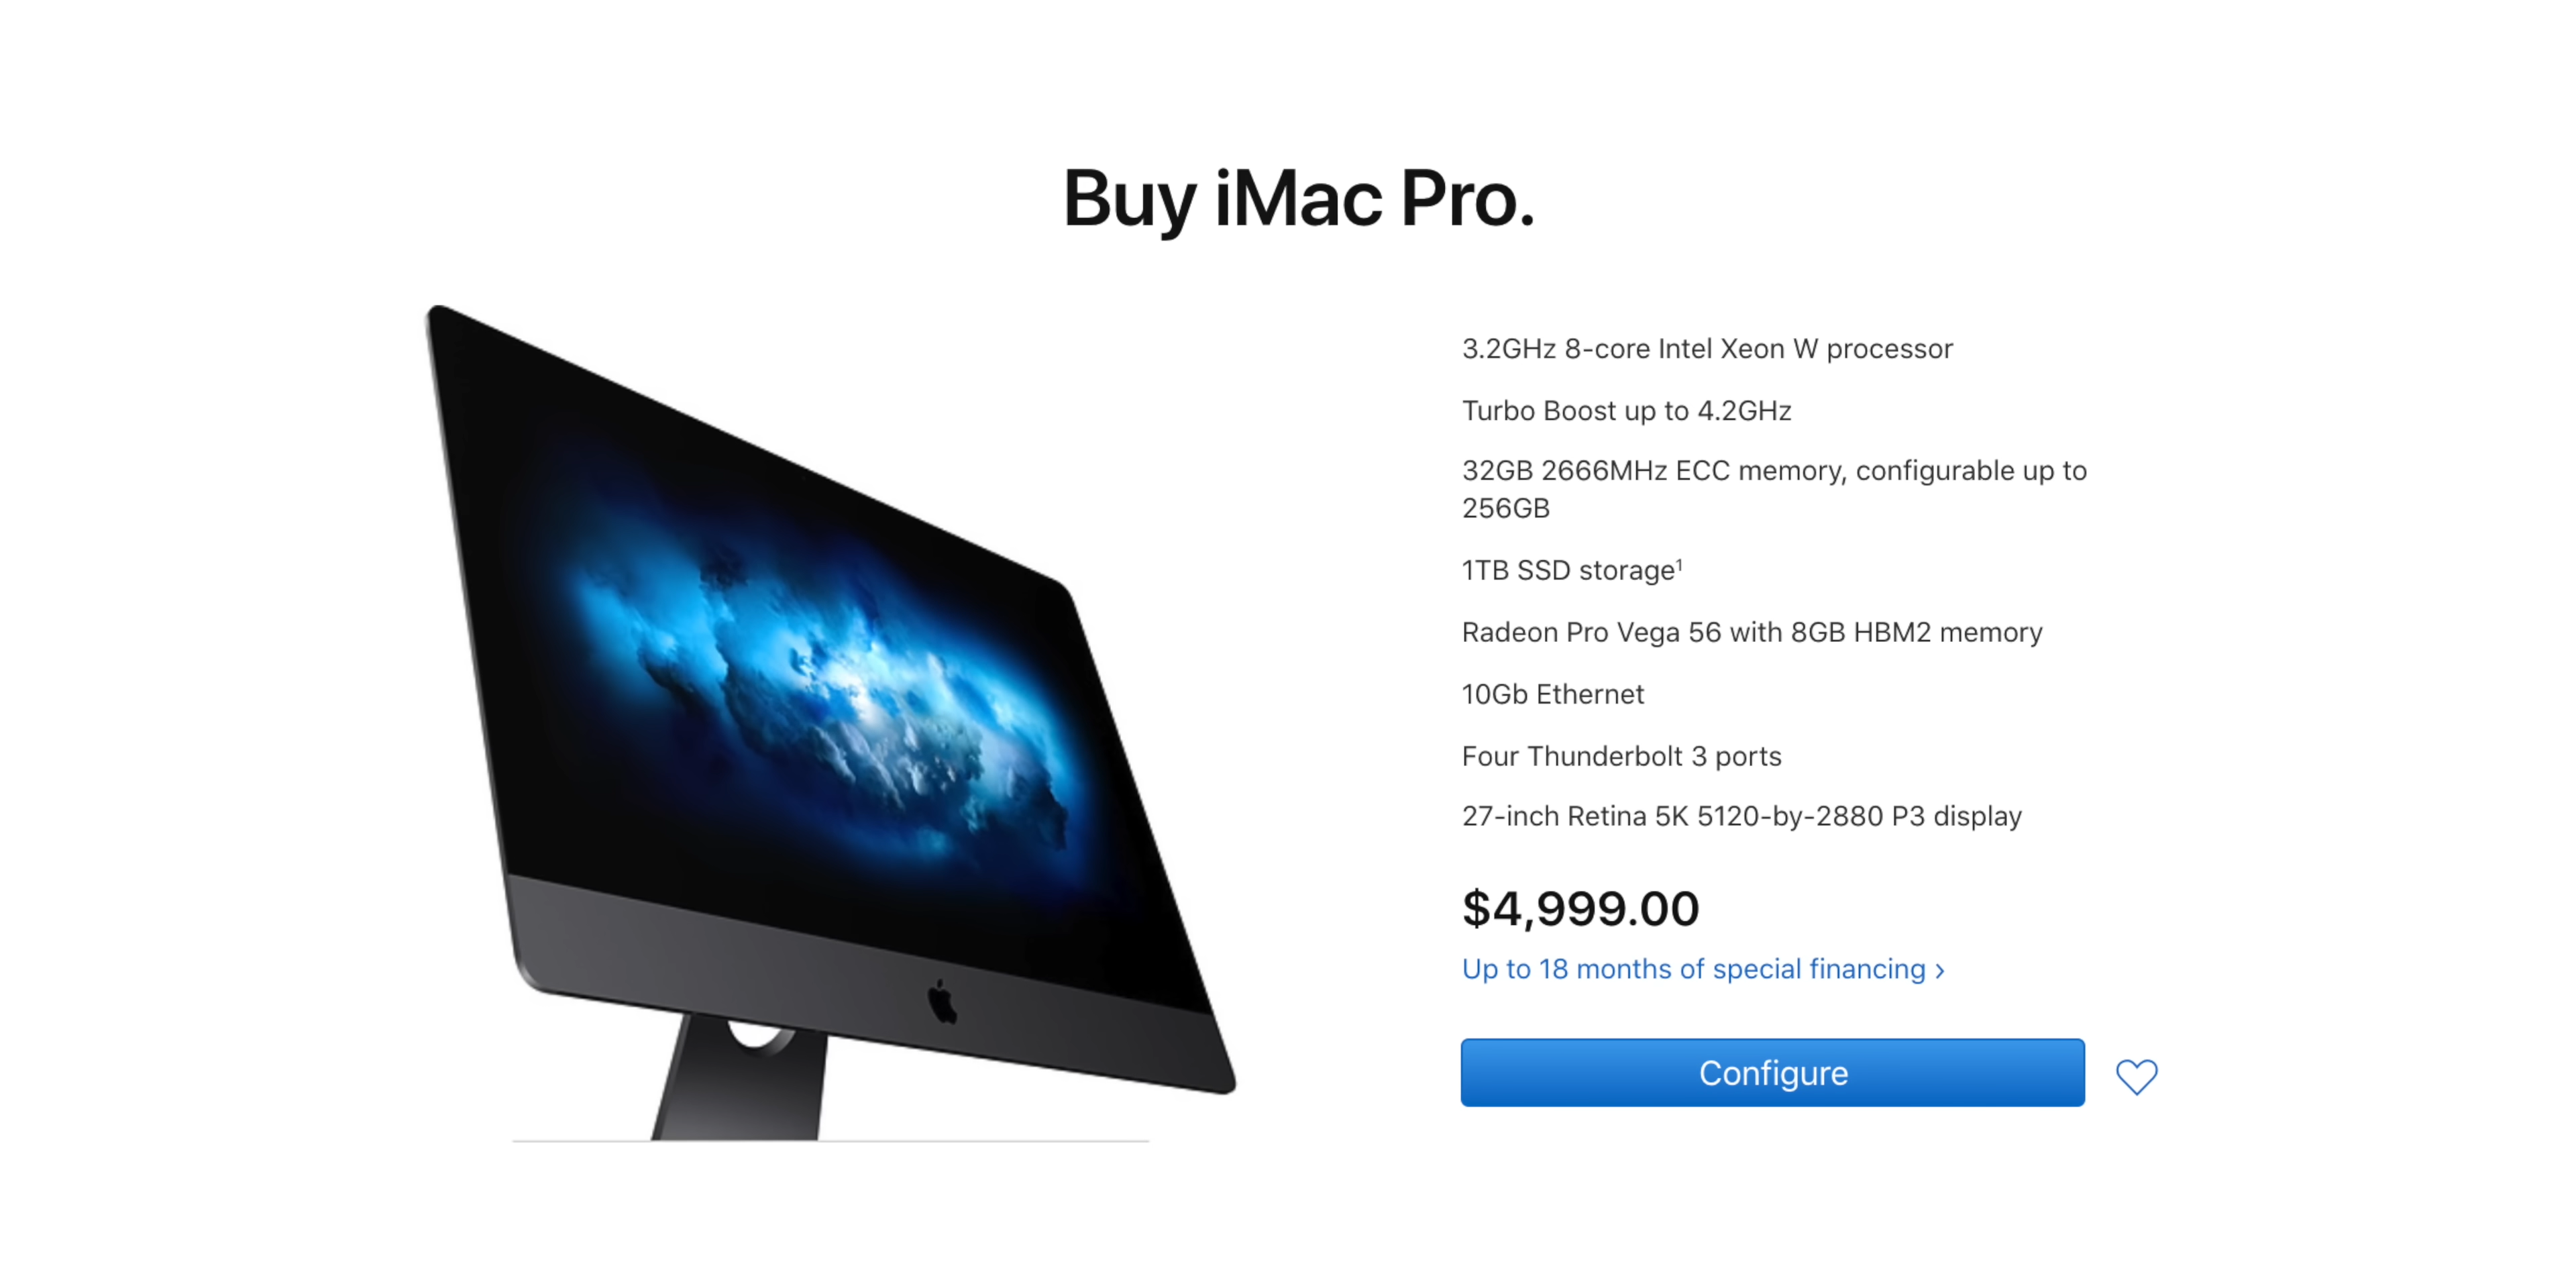 Buy iMac Pro.
3.2GHz 8-core Intel Xeon W processor
Turbo Boost up to 4.2GHz
32GB 2666MHz ECC memory, configurable up to
256GB
1TB SSD storage¹
Radeon Pro Vega 56 with 8GB HBM2 memory
10Gb Ethernet
Four Thunderbolt 3 ports
27-inch Retina 5K 5120-by-2880 P3 display
$4,999.00
Up to 18 months of special financing ›
Configure